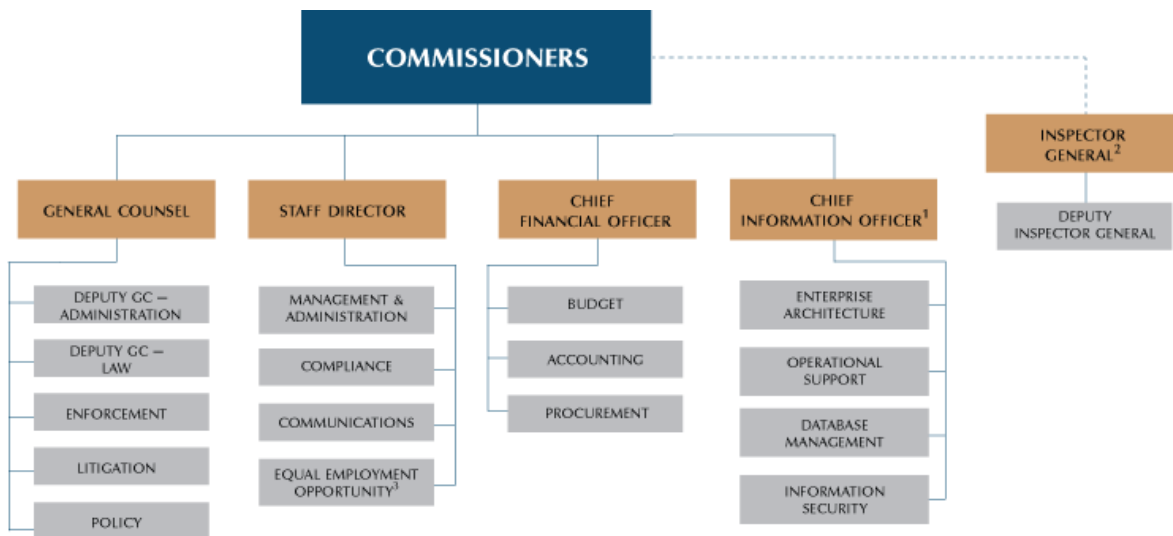 COMMISSIONERS
INSPECTOR
GENERAL²
DEPUTY
INSPECTOR GENERAL
GENERAL COUNSEL
DEPUTY GC —
ADMINISTRATION
DEPUTY GC —
LAW
ENFORCEMENT
LITIGATION
POLICY
STAFF DIRECTOR
MANAGEMENT &
ADMINISTRATION
COMPLIANCE
COMMUNICATIONS
EQUAL EMPLOYMENT
OPPORTUNITY³
CHIEF
FINANCIAL OFFICER
BUDGET
ACCOUNTING
PROCUREMENT
CHIEF
INFORMATION OFFICER¹
ENTERPRISE
ARCHITECTURE
OPERATIONAL
SUPPORT
DATABASE
MANAGEMENT
INFORMATION
SECURITY